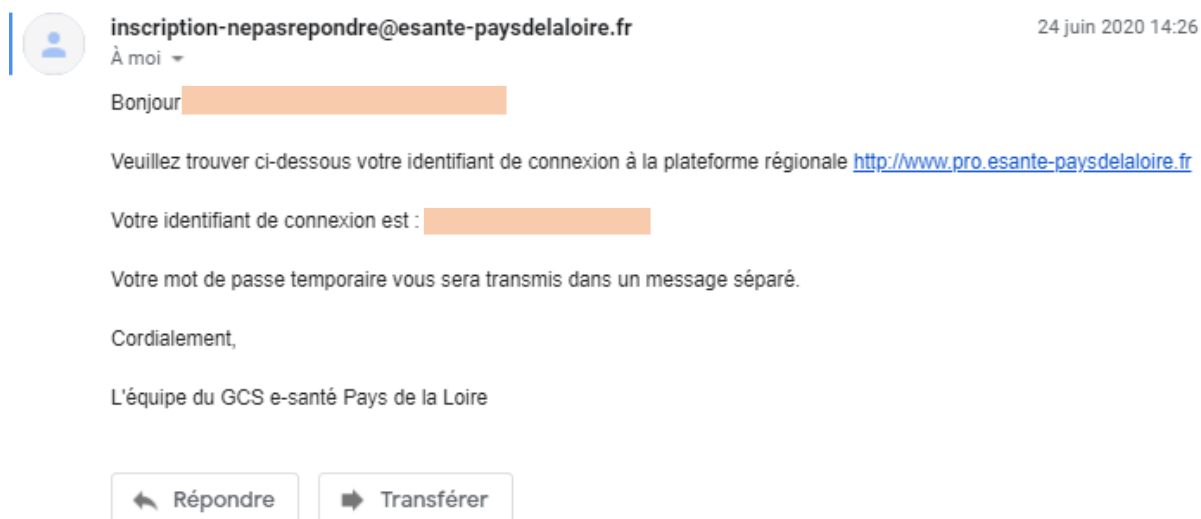 inscription-nepasrepondre@esante-paysdelaloire.fr 24 juin 2020 14:26
À moi
Bonjour
Veuillez trouver ci-dessous votre identifiant de connexion à la plateforme régionale http://www.pro.esante-paysdelaloire.fr
Votre identifiant de connexion est :
Votre mot de passe temporaire vous sera transmis dans un message séparé.
Cordialement,
L'équipe du GCS e-santé Pays de la Loire
Répondre Transférer